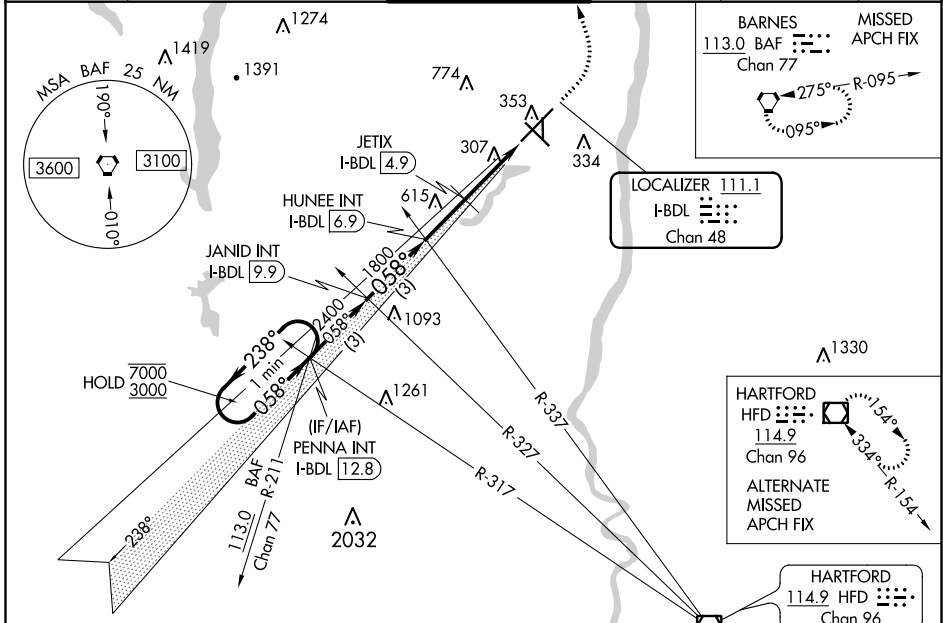 1274
1419
1391
MSA BAF 25 NM
190°
3600
3100
010°
774
353
307
334
615
JETIX
I-BDL 4.9
HUNEE INT
I-BDL 6.9
JANID INT
I-BDL 9.9
BARNES
113.0 BAF
Chan 77
MISSED
APCH FIX
275° R-095
095°
LOCALIZER 111.1
I-BDL
Chan 48
1800
058°
(3)
2400
058°
(3)
1093
238°
1 min
058°
HOLD 7000
3000
1261
1330
(IF/IAF)
PENNA INT
I-BDL 12.8
R-337
R-327
R-317
BAF
R-211
113.0
Chan 77
238°
2032
HARTFORD
HFD
114.9
Chan 96
154°
334°
R-154
ALTERNATE
MISSED
APCH FIX
HARTFORD
114.9 HFD
Chan 96